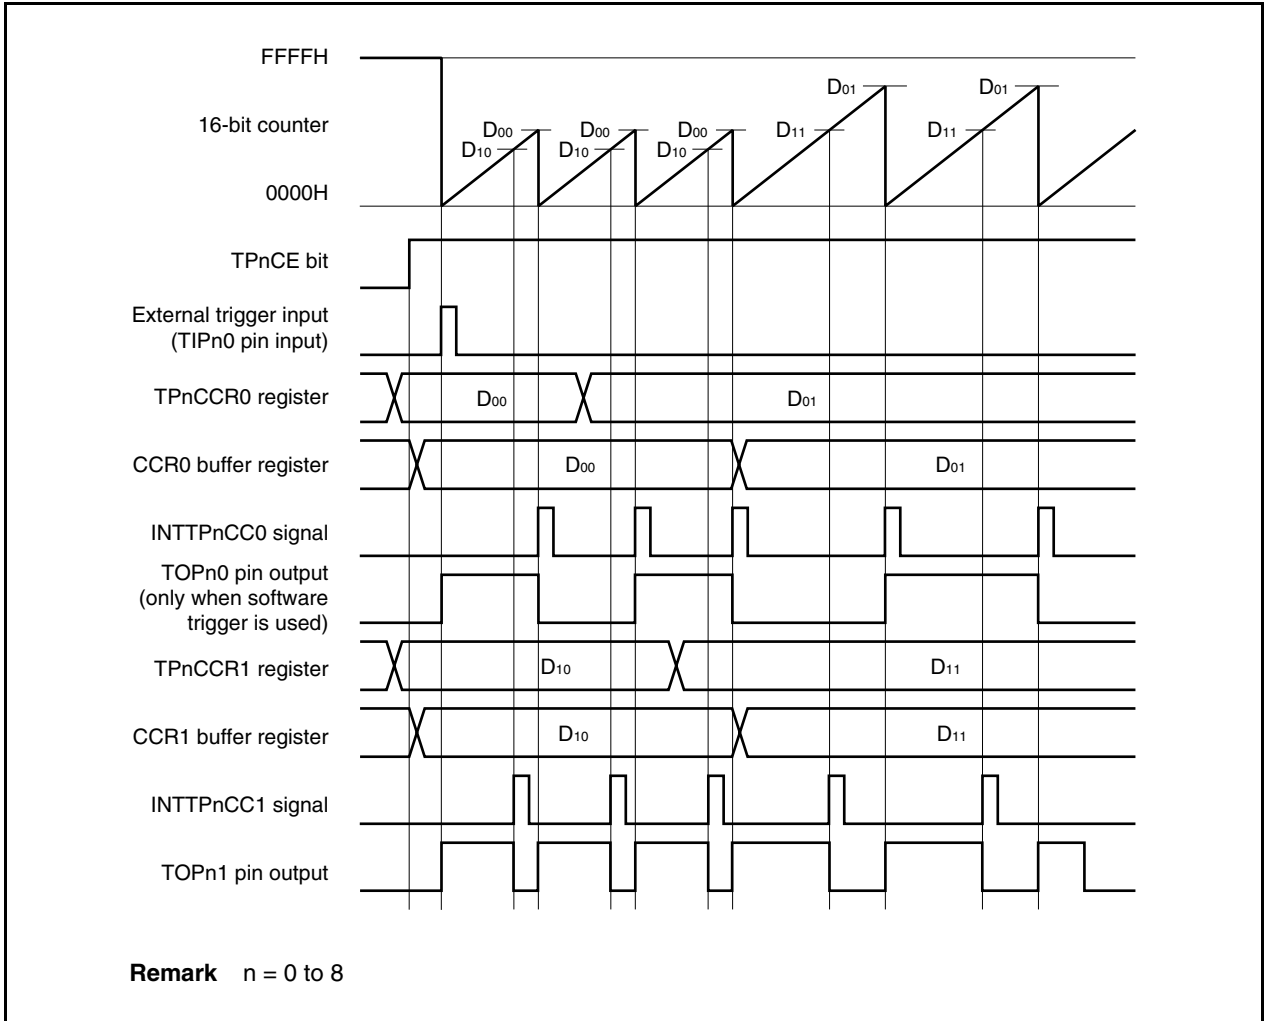 FFFFH
D01 D01
16-bit counter D00 D00 D00 D11 D11
D10 D10 D10
0000H
TPnCE bit
External trigger input
(TIPn0 pin input)
TPnCCR0 register D00 D01
CCR0 buffer register D00 D01
INTTPnCC0 signal
TOPn0 pin output
(only when software
trigger is used)
TPnCCR1 register D10 D11
CCR1 buffer register D10 D11
INTTPnCC1 signal
TOPn1 pin output
Remark n = 0 to 8